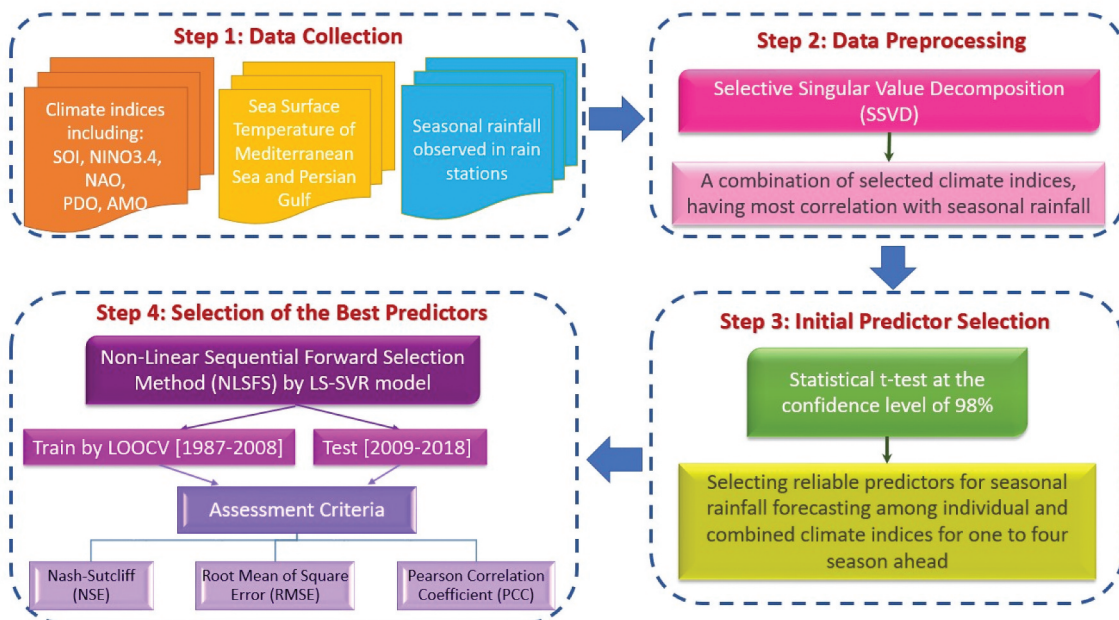 Step 1: Data Collection
Climate indices
including:
SOI, NINO3.4,
NAO,
PDO, AMO
Sea Surface
Temperature of
Mediterranean
Sea and Persian
Gulf
Seasonal rainfall
observed in rain
stations
Step 2: Data Preprocessing
Selective Singular Value Decomposition
(SSVD)
A combination of selected climate indices,
having most correlation with seasonal rainfall
Step 3: Initial Predictor Selection
Statistical t-test at the
confidence level of 98%
Selecting reliable predictors for seasonal
rainfall forecasting among individual and
combined climate indices for one to four
season ahead
Step 4: Selection of the Best Predictors
Non-Linear Sequential Forward Selection
Method (NLSFS) by LS-SVR model
Train by LOOCV [1987-2008]
Test [2009-2018]
Assessment Criteria
Nash-Sutcliff
(NSE)
Root Mean of Square
Error (RMSE)
Pearson Correlation
Coefficient (PCC)